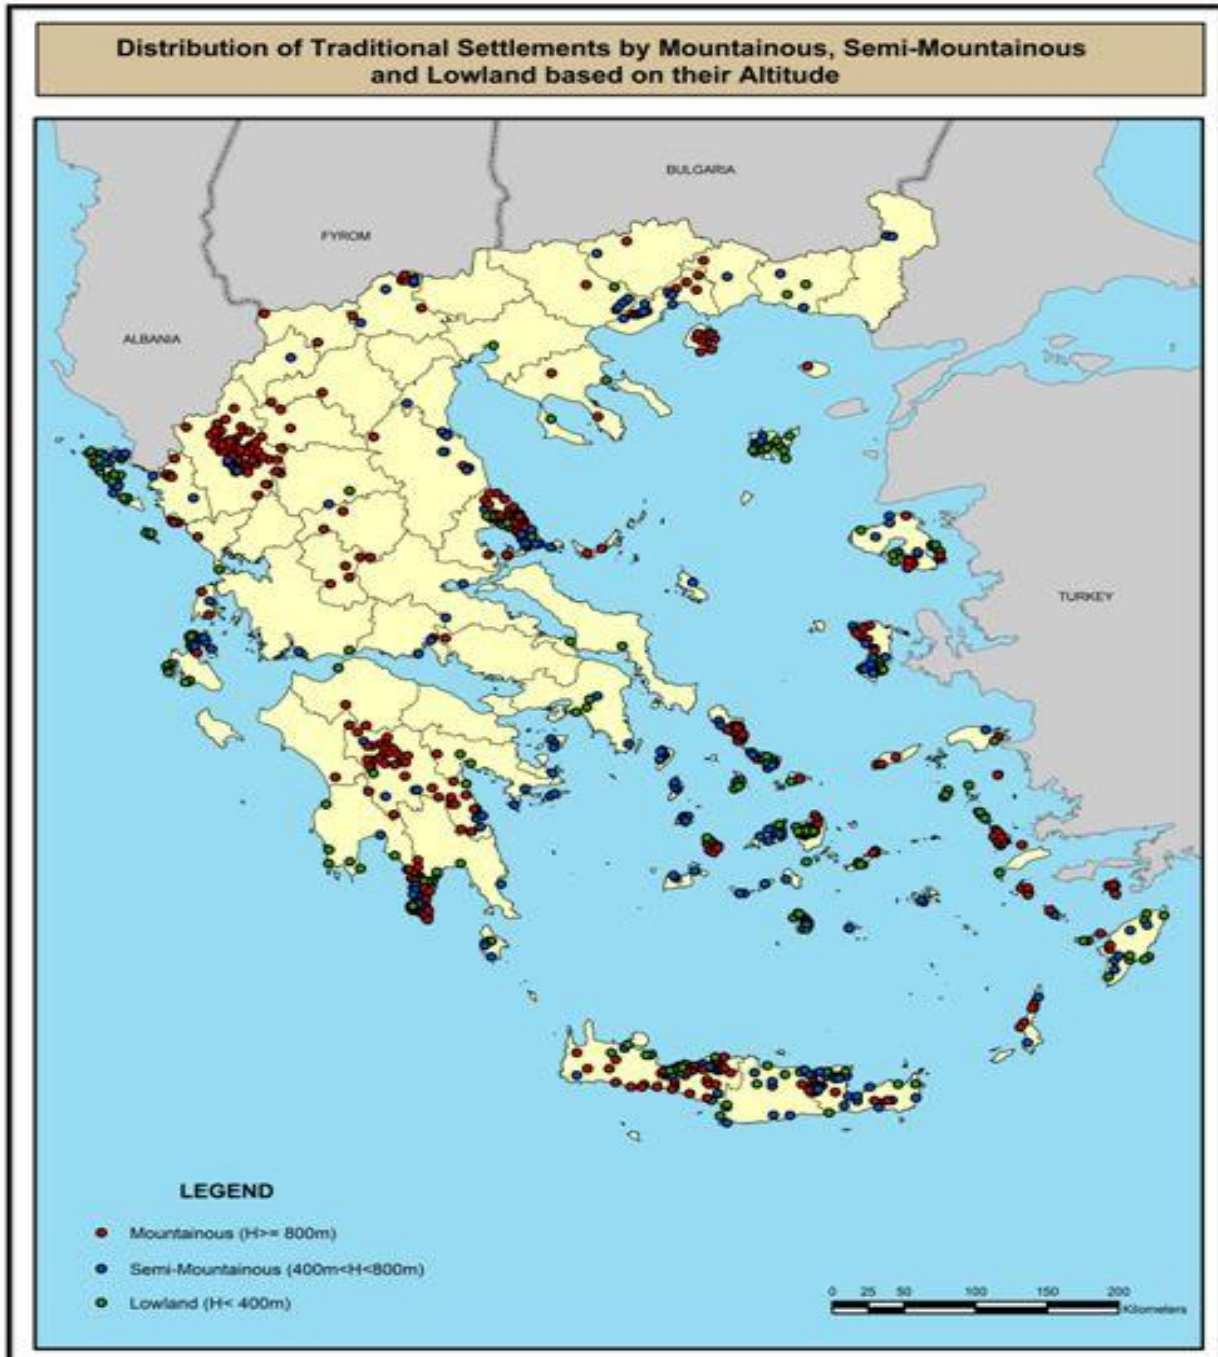 Distribution of Traditional Settlements by Mountainous, Semi-Mountainous
and Lowland based on their Altitude
BULGARIA
FYROM
ALBANIA
TURKEY
LEGEND
Mountainous (H>= 800m)
Semi-Mountainous (400m<H<800m)
Lowland (H< 400m)
0 25 50 100 150 200
Kilometers